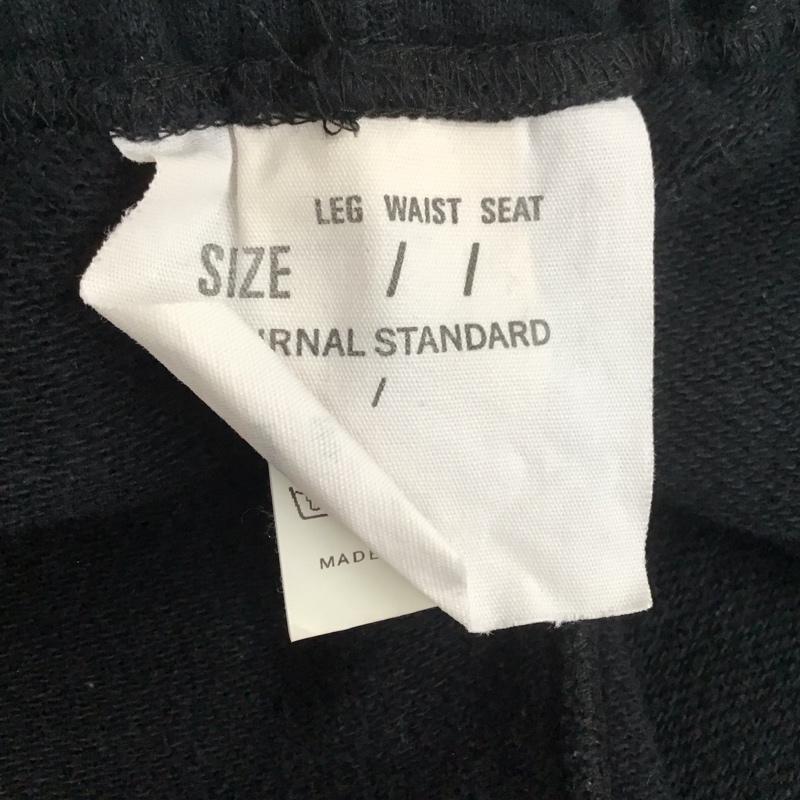 LEG WAIST SEAT
SIZE / /
RNAL STANDARD
/
MADE